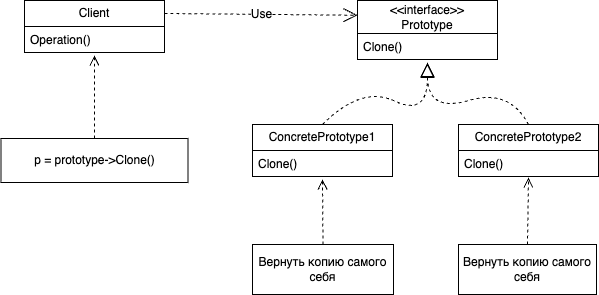 Client
Use
<<interface>>
Prototype
Operation()
Clone()
ConcretePrototype1
ConcretePrototype2
p = prototype->Clone()
Clone()
Clone()
Вернуть копию самого
себя
Вернуть копию самого
себя